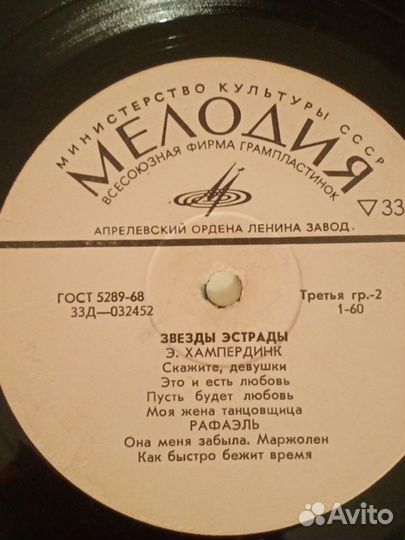 МИНИСТЕРСТВО КУЛЬТУРЫ СССР
МЕЛОДИЯ
ВСЕСОЮЗНАЯ ФИРМА ГРАМПЛАСТИНОК
▽33
АПРЕЛЕВСКИЙ ОРДЕНА ЛЕНИНА ЗАВОД.
ГОСТ 5289-68
33Д—032452
Третья гр.-2
1-60
ЗВЕЗДЫ ЭСТРАДЫ
Э. ХАМПЕРДИНК
Скажите, девушки
Это и есть любовь
Пусть будет любовь
Моя жена танцовщица
РАФАЭЛЬ
Она меня забыла. Маржолен
Как быстро бежит время
Avito